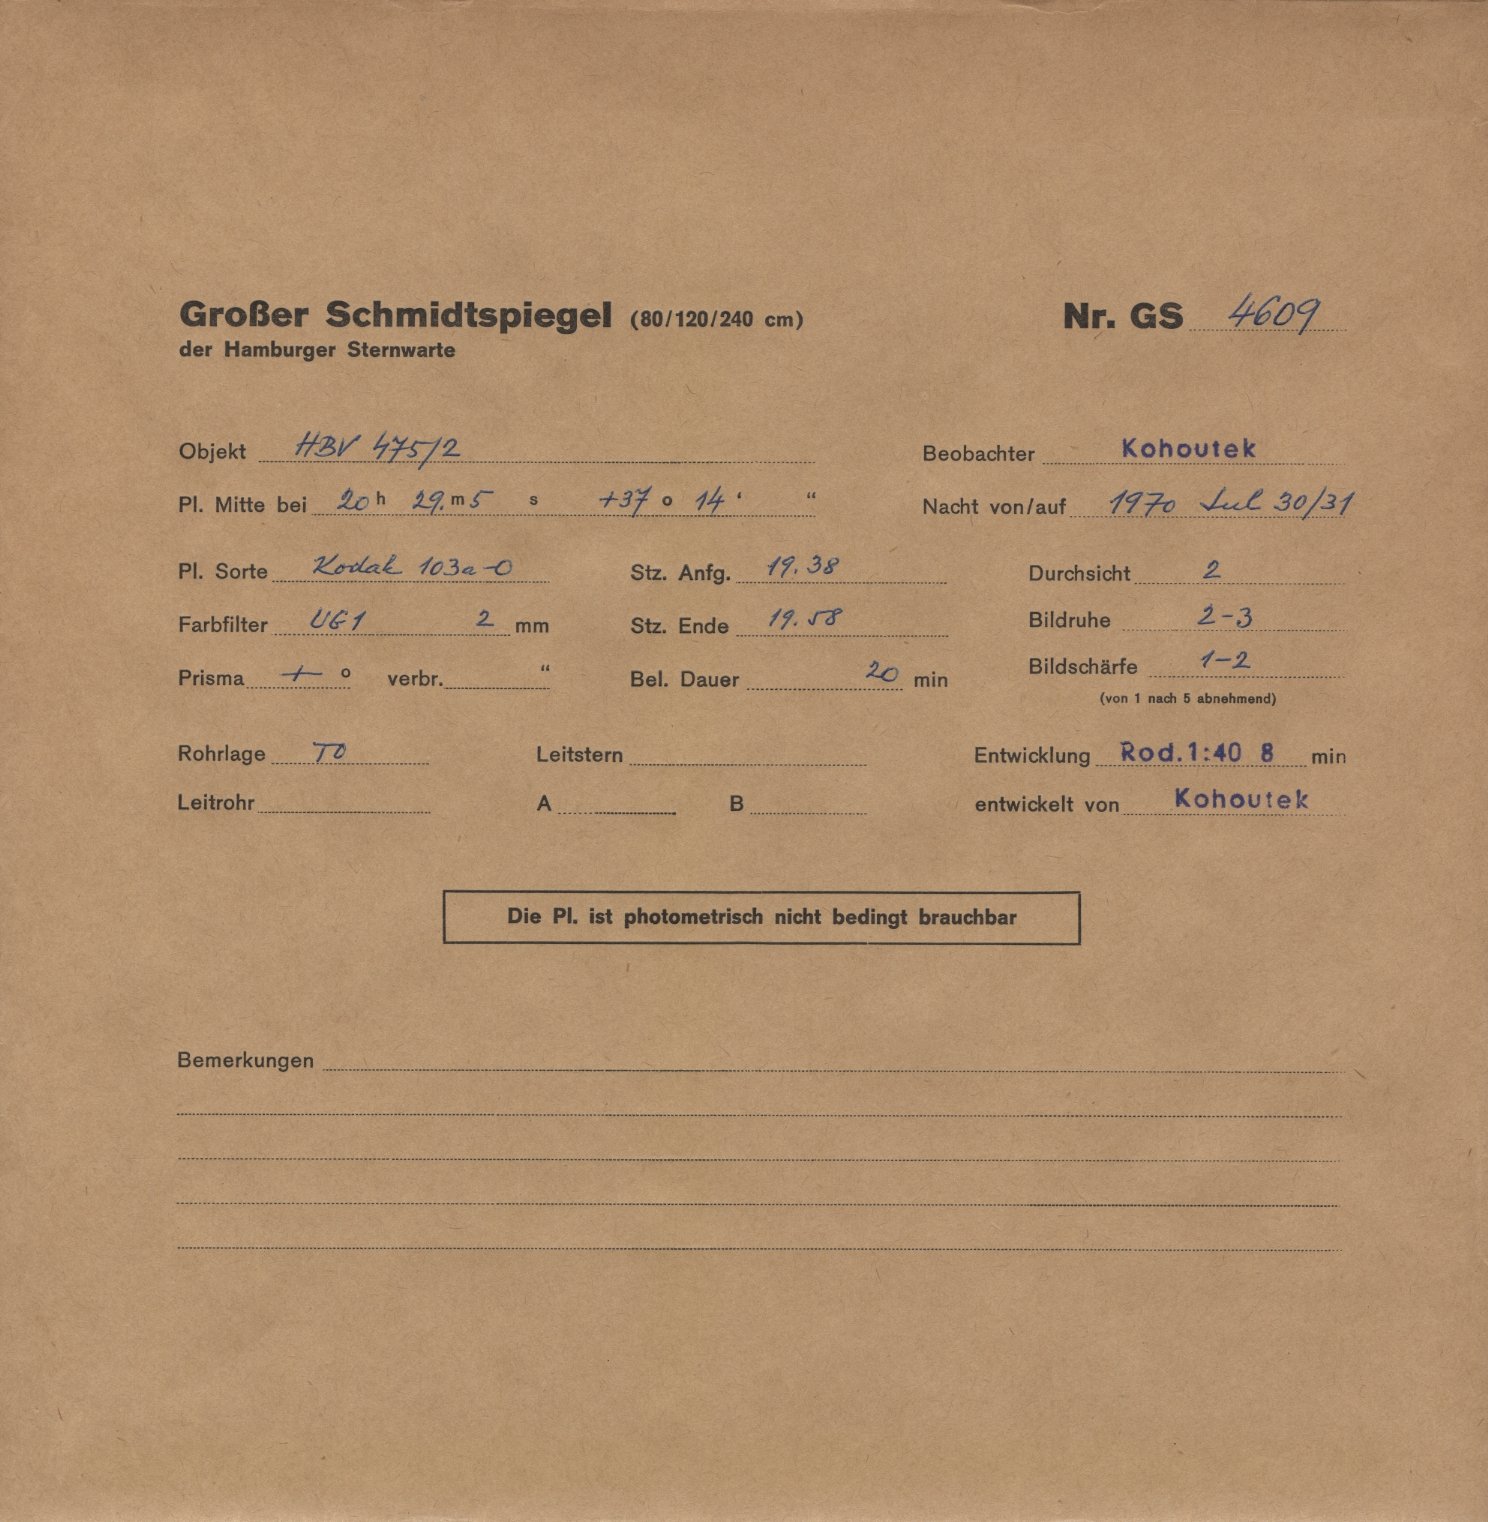 Großer Schmidtspiegel (80/120/240 cm) Nr. GS 4609
der Hamburger Sternwarte
Objekt HBV 475/2 Beobachter Kohoutek
Pl. Mitte bei 20 h 29. m 5 s +37 o 14 ‘ “ Nacht von/auf 1970 Jul 30/31
Pl. Sorte Kodak 103a-O Stz. Anfg. 19.38 Durchsicht 2
Farbfilter UG1 2 mm Stz. Ende 19.58 Bildruhe 2-3
Prisma + o verbr. “ Bel. Dauer 20 min Bildschärfe 1-2
(von 1 nach 5 abnehmend)
Rohrlage TO Leitstern Entwicklung Rod.1:40 8 min
Leitrohr A B entwickelt von Kohoutek
Die Pl. ist photometrisch nicht bedingt brauchbar
Bemerkungen